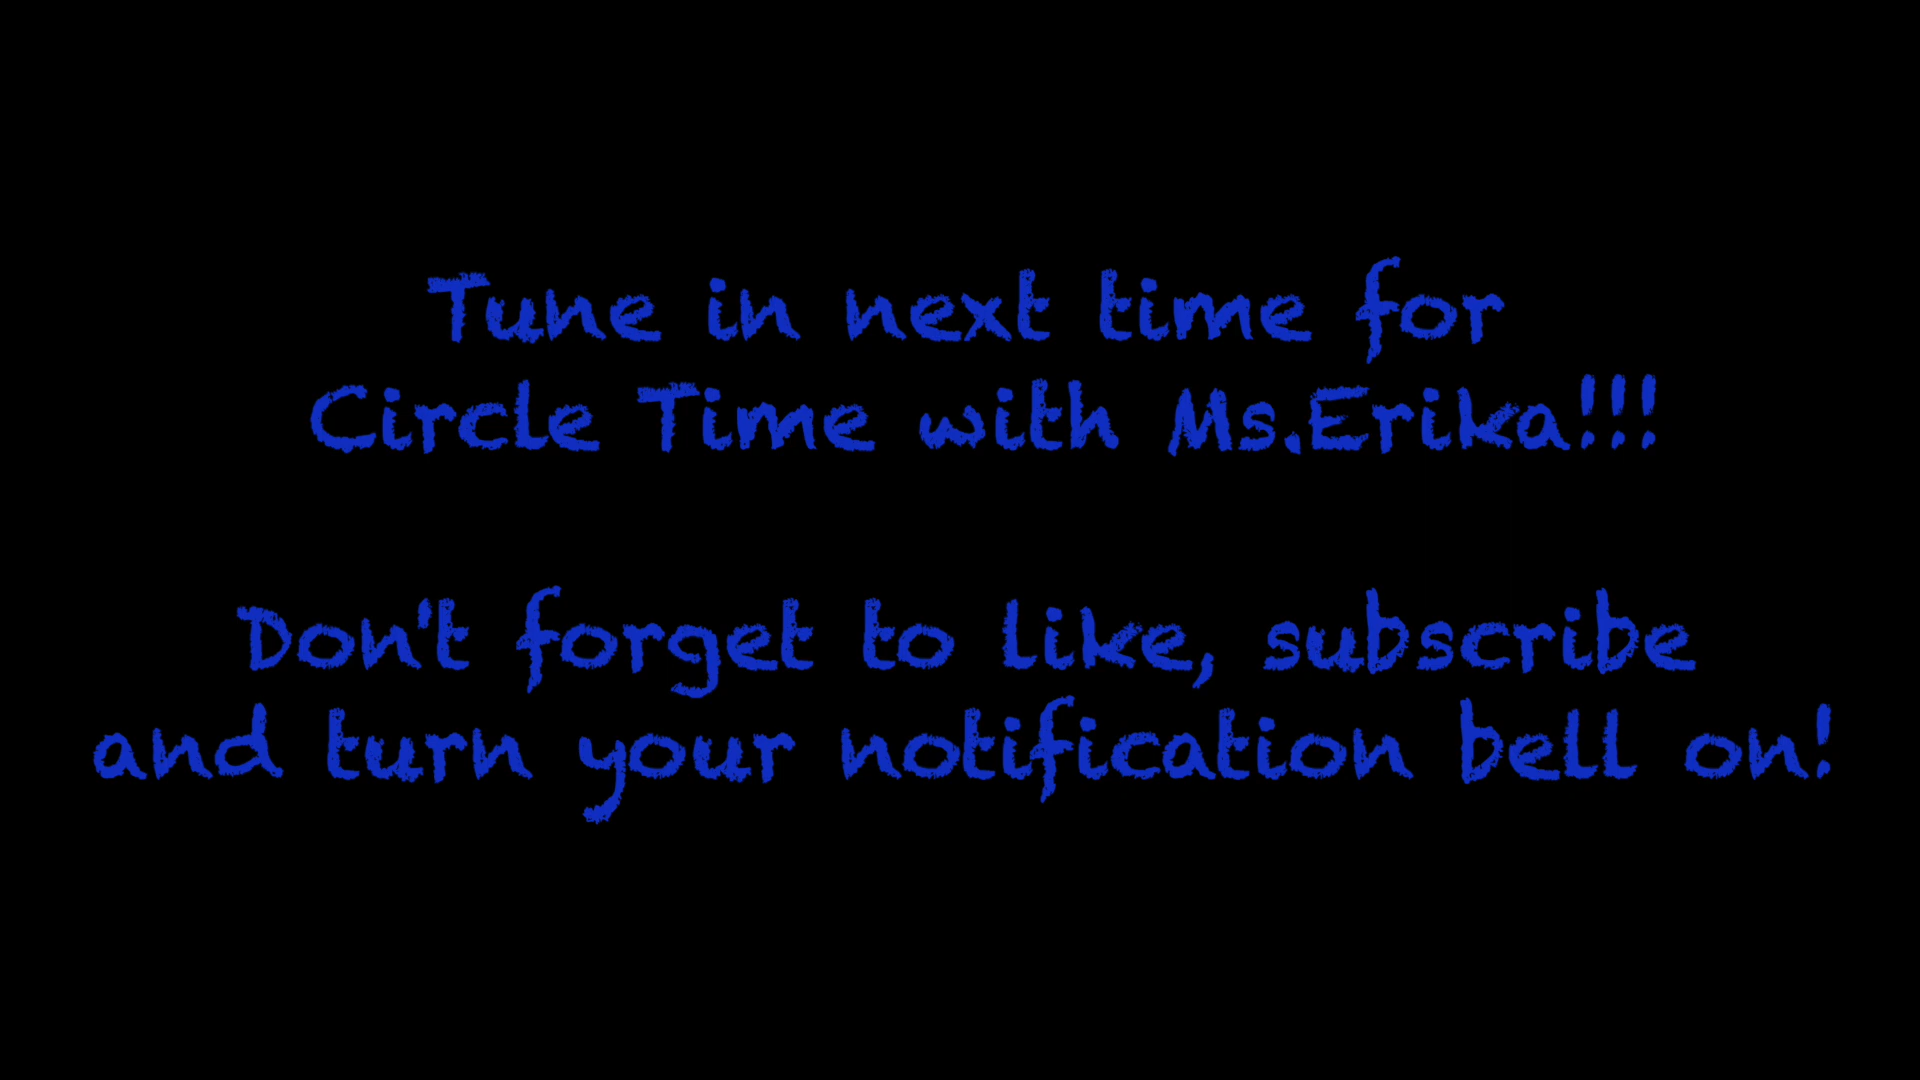 Tune in next time for
Circle Time with Ms.Erika!!!
Don't forget to like, subscribe
and turn your notification bell on!